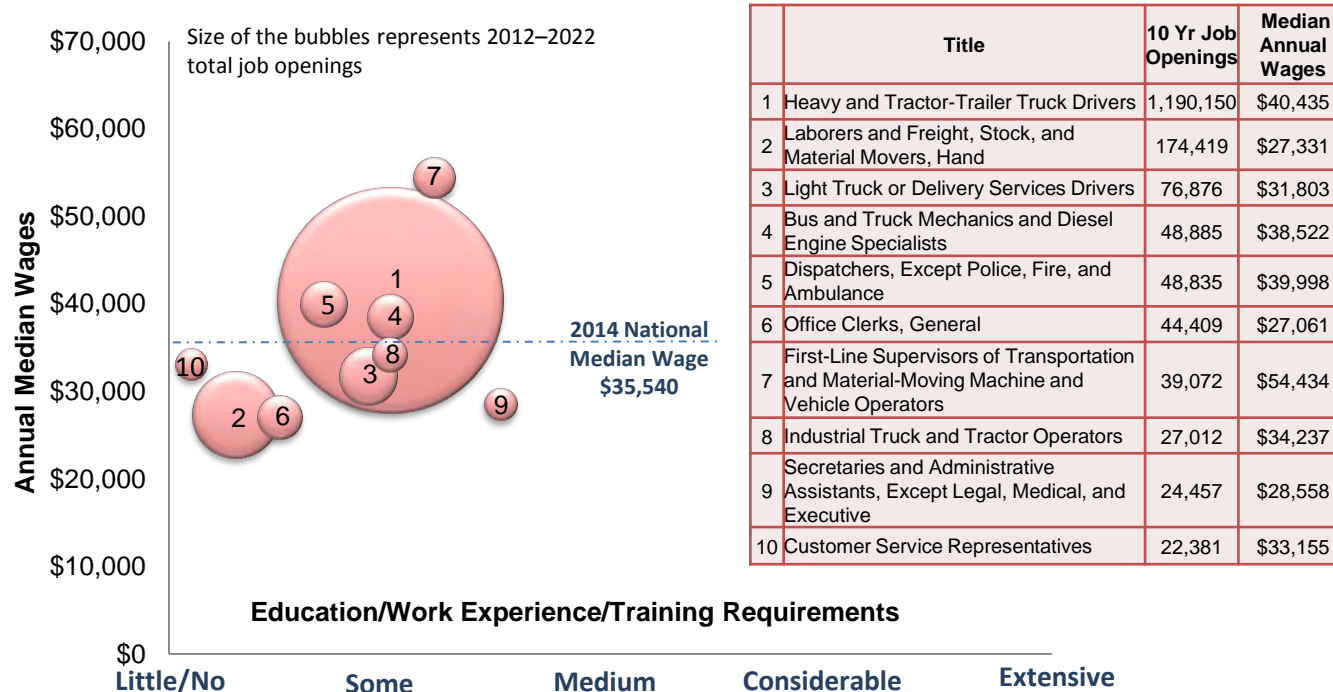 Size of the bubbles represents 2012–2022
total job openings
Annual Median Wages
$70,000
$60,000
$50,000
$40,000
$30,000
$20,000
$10,000
$0
7
1
5
4
8
3
10
2
6
9
2014 National
Median Wage
$35,540
Education/Work Experience/Training Requirements
Little/No
Some
Medium
Considerable
Extensive
Title
10 Yr Job
Openings
Median
Annual
Wages
1 Heavy and Tractor-Trailer Truck Drivers 1,190,150 $40,435
2 Laborers and Freight, Stock, and
Material Movers, Hand 174,419 $27,331
3 Light Truck or Delivery Services Drivers 76,876 $31,803
4 Bus and Truck Mechanics and Diesel
Engine Specialists 48,885 $38,522
5 Dispatchers, Except Police, Fire, and
Ambulance 48,835 $39,998
6 Office Clerks, General 44,409 $27,061
7 First-Line Supervisors of Transportation
and Material-Moving Machine and
Vehicle Operators 39,072 $54,434
8 Industrial Truck and Tractor Operators 27,012 $34,237
9 Secretaries and Administrative
Assistants, Except Legal, Medical, and
Executive 24,457 $28,558
10 Customer Service Representatives 22,381 $33,155